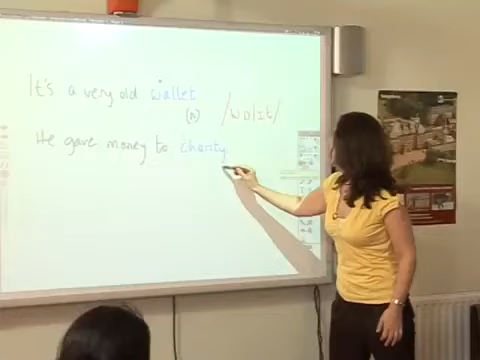 It's a very old wallet
(n) /wɒlɪt/
He gave money to charity.